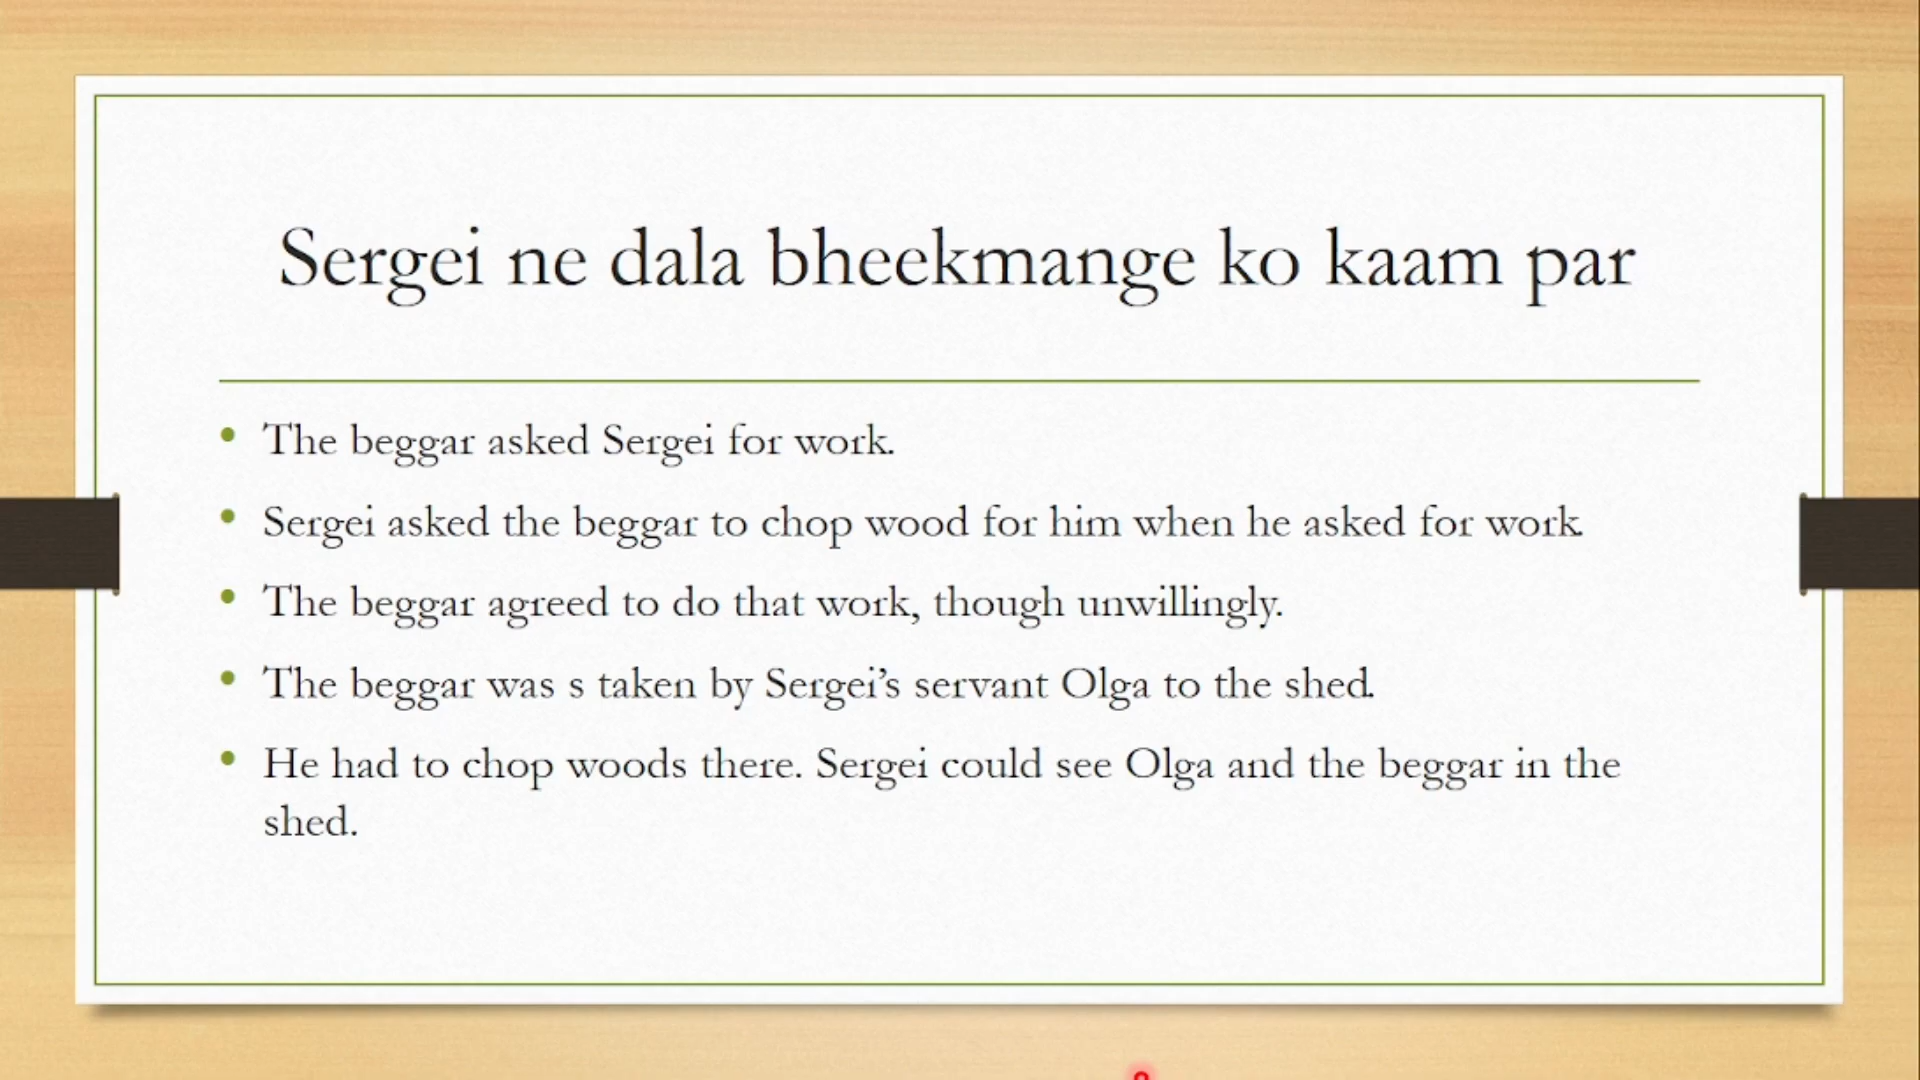 Sergei ne dala bheekmange ko kaam par
• The beggar asked Sergei for work.
• Sergei asked the beggar to chop wood for him when he asked for work.
• The beggar agreed to do that work, though unwillingly.
• The beggar was s taken by Sergei’s servant Olga to the shed.
• He had to chop woods there. Sergei could see Olga and the beggar in the
shed.